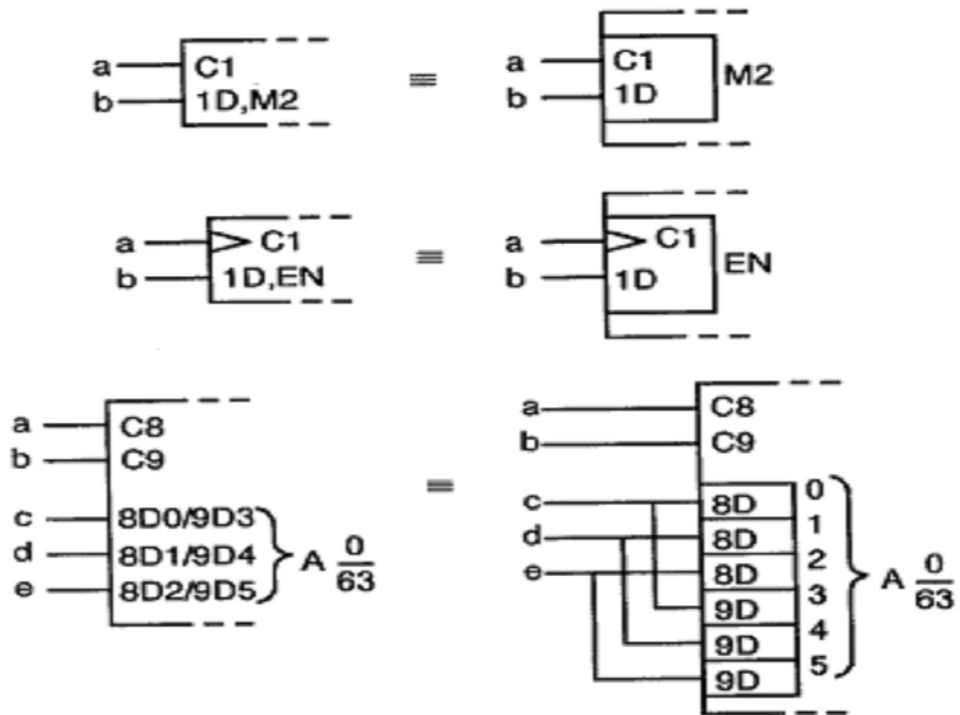 a C1 ≡ a C1 M2
b 1D,M2 b 1D
a C1 ≡ a C1 EN
b 1D,EN b 1D
a C8 a C8
b C9 b C9
≡
c 8D0/9D3 c 8D 0
d 8D1/9D4 A 0/63 d 8D 1
e 8D2/9D5 e 8D 2
9D 3 A 0/63
9D 4
9D 5